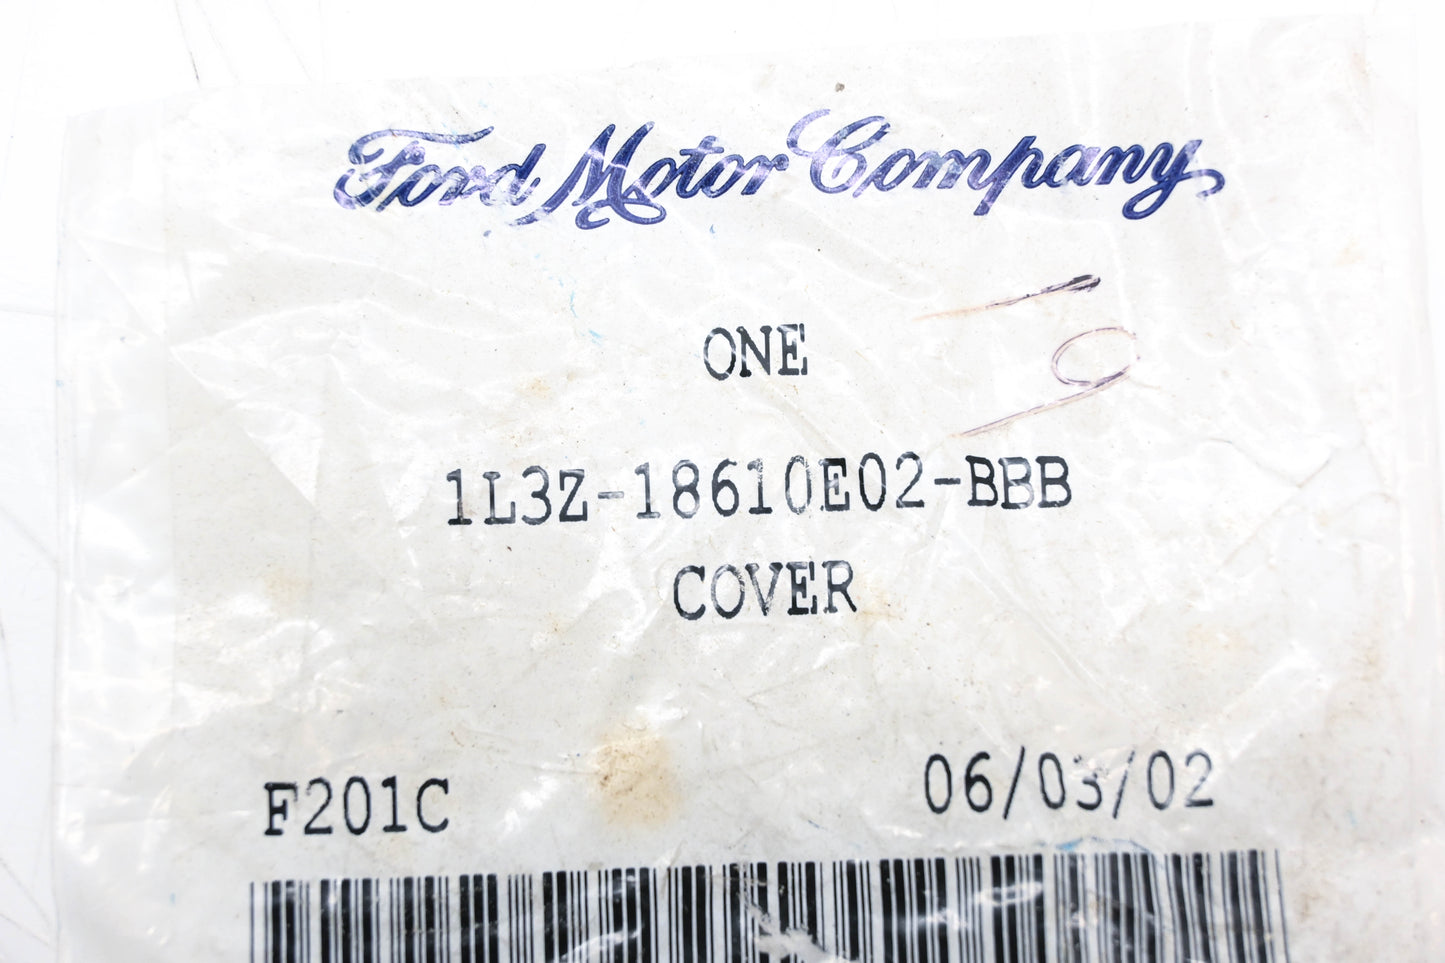 Ford Motor Company
ONE
1L3Z-18610E02-BBB
COVER
F201C 06/03/02